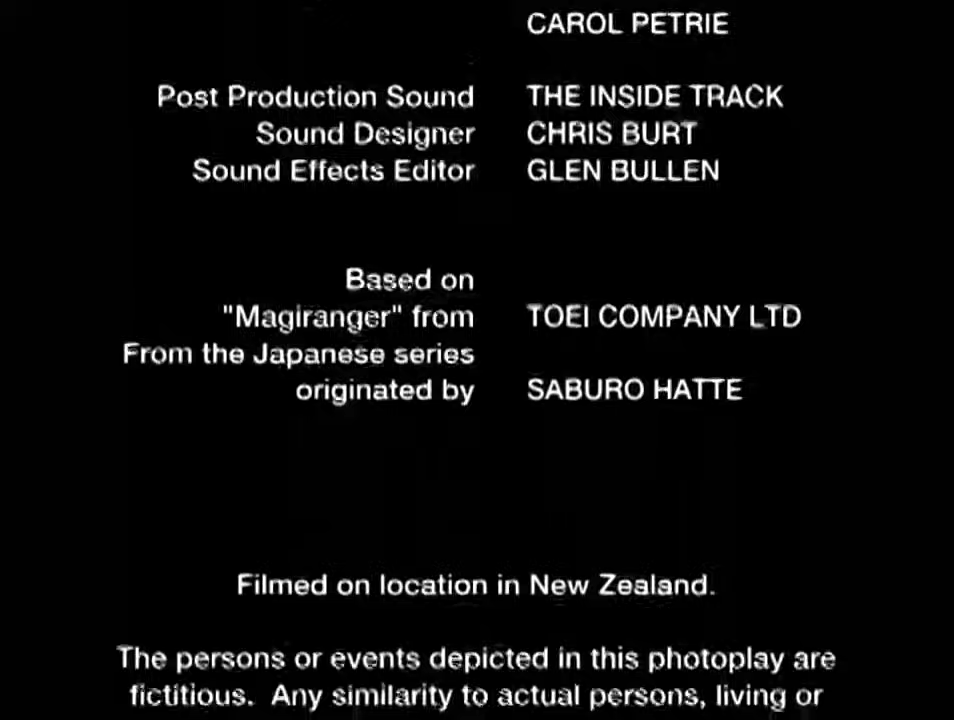 CAROL PETRIE
Post Production Sound THE INSIDE TRACK
Sound Designer CHRIS BURT
Sound Effects Editor GLEN BULLEN
Based on
"Magiranger" from TOEI COMPANY LTD
From the Japanese series
originated by SABURO HATTE
Filmed on location in New Zealand.
The persons or events depicted in this photoplay are
fictitious. Any similarity to actual persons, living or